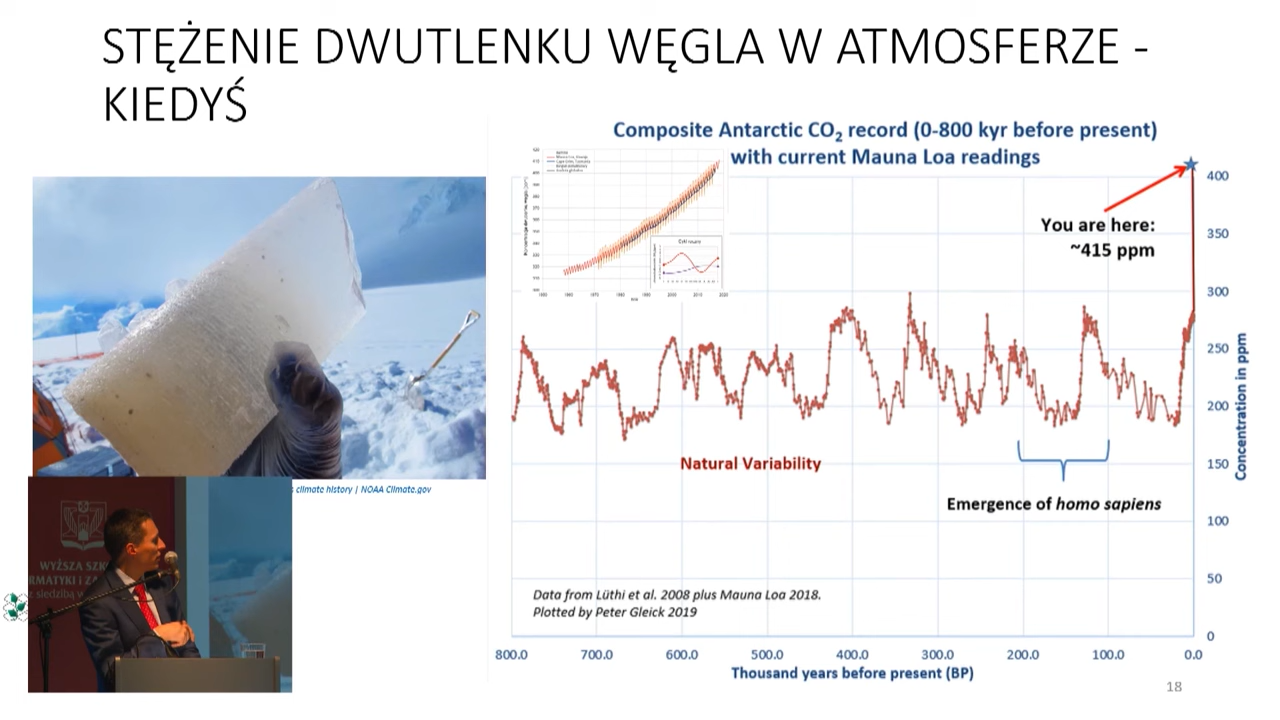 STĘŻENIE DWUTLENKU WĘGLA W ATMOSFERZE -
KIEDYŚ
Composite Antarctic CO₂ record (0-800 kyr before present)
with current Mauna Loa readings
You are here:
~415 ppm
400
350
300
250
200
150
100
50
0
Concentration in ppm
Natural Variability
Emergence of homo sapiens
Data from Lüthi et al. 2008 plus Mauna Loa 2018.
Plotted by Peter Gleick 2019
800.0 700.0 600.0 500.0 400.0 300.0 200.0 100.0 0.0
Thousand years before present (BP)
climate history | NOAA Climate.gov
WYŻSZA
z siedzibą w
18